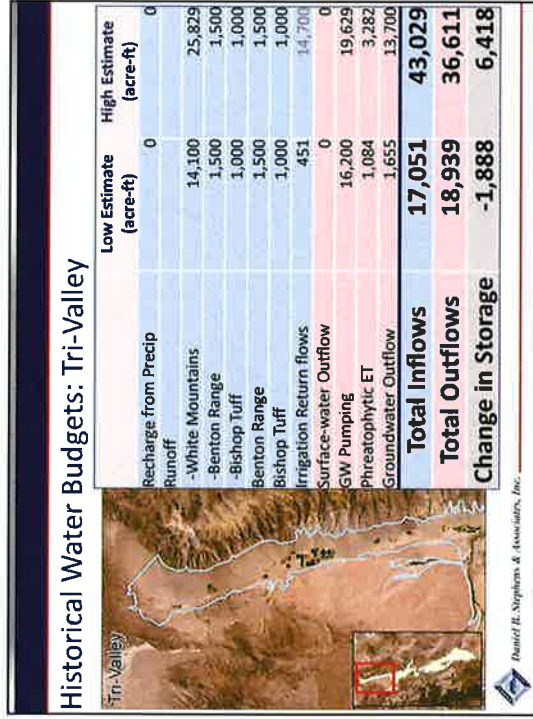 Historical Water Budgets: Tri-Valley
Tri-Valley
Low Estimate (acre-ft) High Estimate (acre-ft)
Recharge from Precip 0 0
Runoff
-White Mountains 14,100 25,829
-Benton Range 1,500 1,500
-Bishop Tuff 1,000 1,000
Benton Range 1,500 1,500
Bishop Tuff 1,000 1,000
Irrigation Return flows 451 14,700
Surface-water Outflow 0 0
GW Pumping 16,200 19,629
Phreatophytic ET 1,084 3,282
Groundwater Outflow 1,655 13,700
Total Inflows 17,051 43,029
Total Outflows 18,939 36,611
Change in Storage -1,888 6,418
Daniel B. Stephens & Associates, Inc.